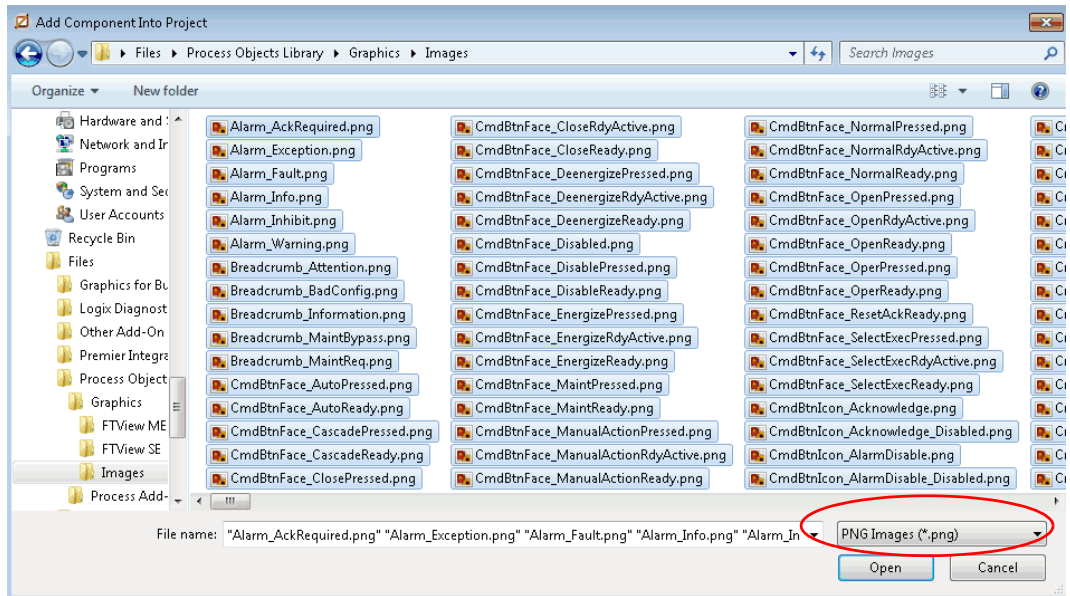 Add Component Into Project
Files ▸ Process Objects Library ▸ Graphics ▸ Images
Search Images
Organize
New folder
Hardware and
Network and Ir
Programs
System and Sec
User Accounts
Recycle Bin
Files
Graphics for Bu
Logix Diagnost
Other Add-On
Premier Integra
Process Object
Graphics
FTView ME
FTView SE
Images
Process Add-
Alarm_AckRequired.png
Alarm_Exception.png
Alarm_Fault.png
Alarm_Info.png
Alarm_Inhibit.png
Alarm_Warning.png
Breadcrumb_Attention.png
Breadcrumb_BadConfig.png
Breadcrumb_Information.png
Breadcrumb_MaintBypass.png
Breadcrumb_MaintReq.png
CmdBtnFace_AutoPressed.png
CmdBtnFace_AutoReady.png
CmdBtnFace_CascadePressed.png
CmdBtnFace_CascadeReady.png
CmdBtnFace_ClosePressed.png
CmdBtnFace_CloseRdyActive.png
CmdBtnFace_CloseReady.png
CmdBtnFace_DeenergizePressed.png
CmdBtnFace_DeenergizeRdyActive.png
CmdBtnFace_DeenergizeReady.png
CmdBtnFace_Disabled.png
CmdBtnFace_DisablePressed.png
CmdBtnFace_DisableReady.png
CmdBtnFace_EnergizePressed.png
CmdBtnFace_EnergizeRdyActive.png
CmdBtnFace_EnergizeReady.png
CmdBtnFace_MaintPressed.png
CmdBtnFace_MaintReady.png
CmdBtnFace_ManualActionPressed.png
CmdBtnFace_ManualActionRdyActive.png
CmdBtnFace_ManualActionReady.png
CmdBtnFace_NormalPressed.png
CmdBtnFace_NormalRdyActive.png
CmdBtnFace_NormalReady.png
CmdBtnFace_OpenPressed.png
CmdBtnFace_OpenRdyActive.png
CmdBtnFace_OpenReady.png
CmdBtnFace_OperPressed.png
CmdBtnFace_OperReady.png
CmdBtnFace_ResetAckReady.png
CmdBtnFace_SelectExecPressed.png
CmdBtnFace_SelectExecRdyActive.png
CmdBtnFace_SelectExecReady.png
CmdBtnIcon_Acknowledge.png
CmdBtnIcon_Acknowledge_Disabled.png
CmdBtnIcon_AlarmDisable.png
CmdBtnIcon_AlarmDisable_Disabled.png
File name: "Alarm_AckRequired.png" "Alarm_Exception.png" "Alarm_Fault.png" "Alarm_Info.png" "Alarm_In
PNG Images (*.png)
Open
Cancel